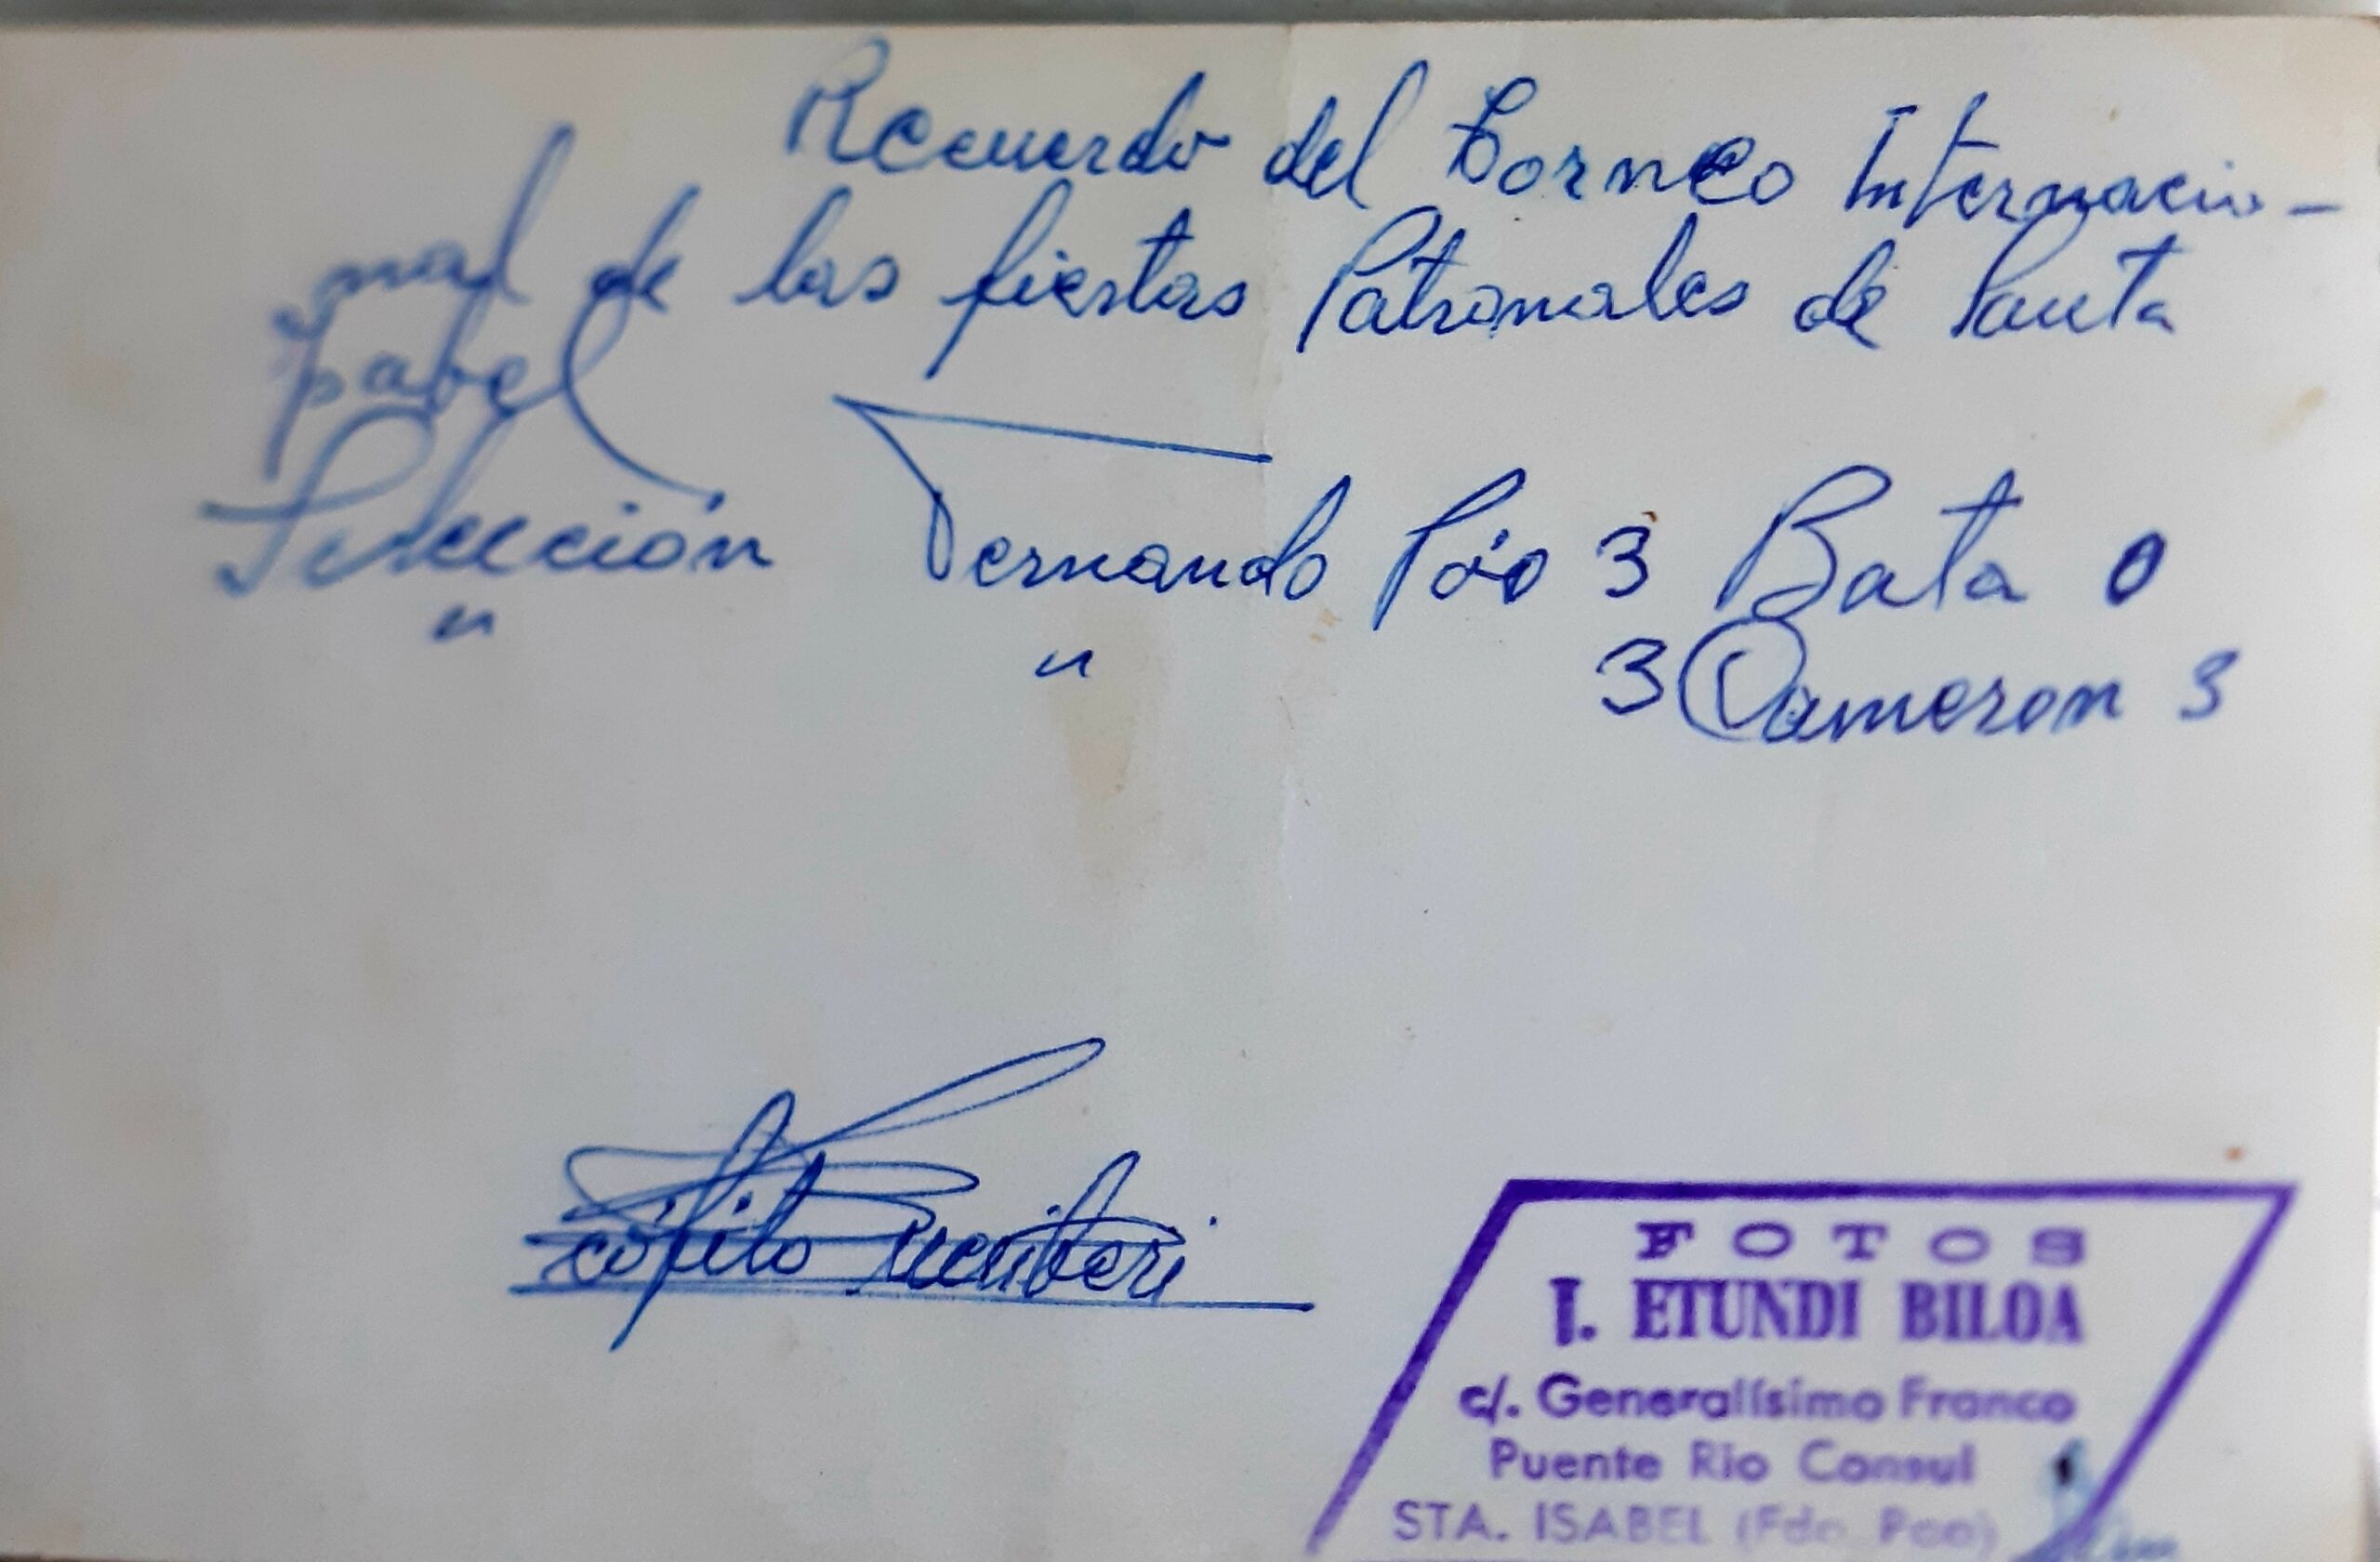 Recuerdo del Torneo Internacio-
nal de las fiestas Patronales de Santa
Isabel
Selección Fernando Póo 3 Bata 0
" " 3 Cameron 3
FOTOS
J. ETUNDI BILOA
c/. Generalísimo Franco
Puente Rio Consul
STA. ISABEL (Fdo. Poo)